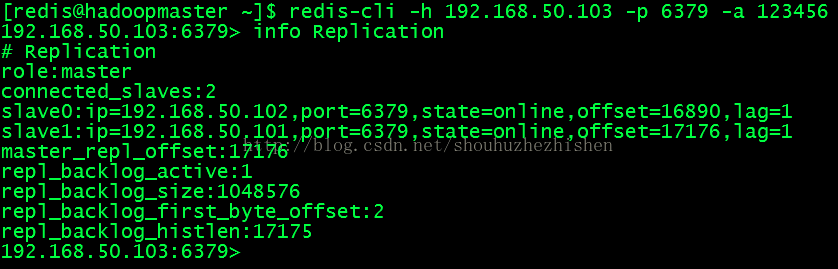 [redis@hadoopmaster ~]$ redis-cli -h 192.168.50.103 -p 6379 -a 123456
192.168.50.103:6379> info Replication
# Replication
role:master
connected_slaves:2
slave0:ip=192.168.50.102,port=6379,state=online,offset=16890,lag=1
slave1:ip=192.168.50.101,port=6379,state=online,offset=17176,lag=1
master_repl_offset:17176
http://blog.csdn.net/shouhuzhezhishen
repl_backlog_active:1
repl_backlog_size:1048576
repl_backlog_first_byte_offset:2
repl_backlog_histlen:17175
192.168.50.103:6379>